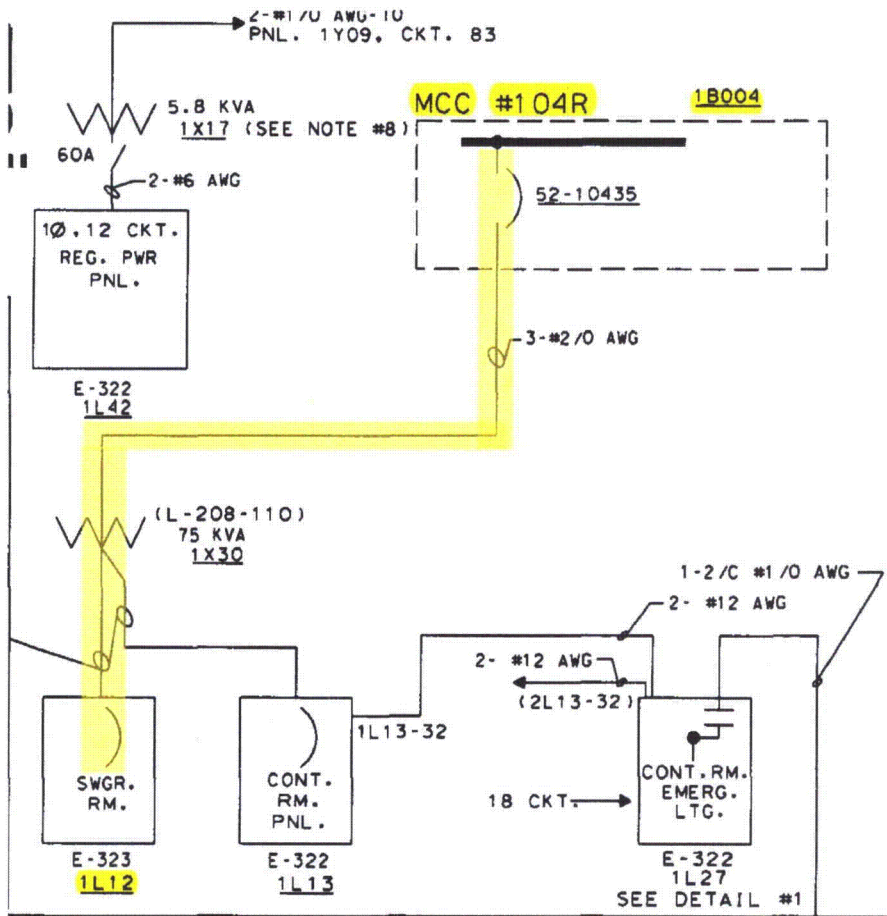 2-#1/0 AWG-10
PNL. 1Y09. CKT. 83
5.8 KVA
1X17 (SEE NOTE #8)
60A
2-#6 AWG
1Ø.12 CKT.
REG. PWR
PNL.
E-322
1L42
MCC #104R
1B004
52-10435
3-#2/0 AWG
(L-208-110)
75 KVA
1X30
1-2/C #1/0 AWG
2- #12 AWG
2- #12 AWG
(2L13-32)
1L13-32
SWGR.
RM.
E-323
1L12
CONT.
RM.
PNL.
E-322
1L13
18 CKT.
CONT.RM.
EMERG.
LTG.
E-322
1L27
SEE DETAIL #1